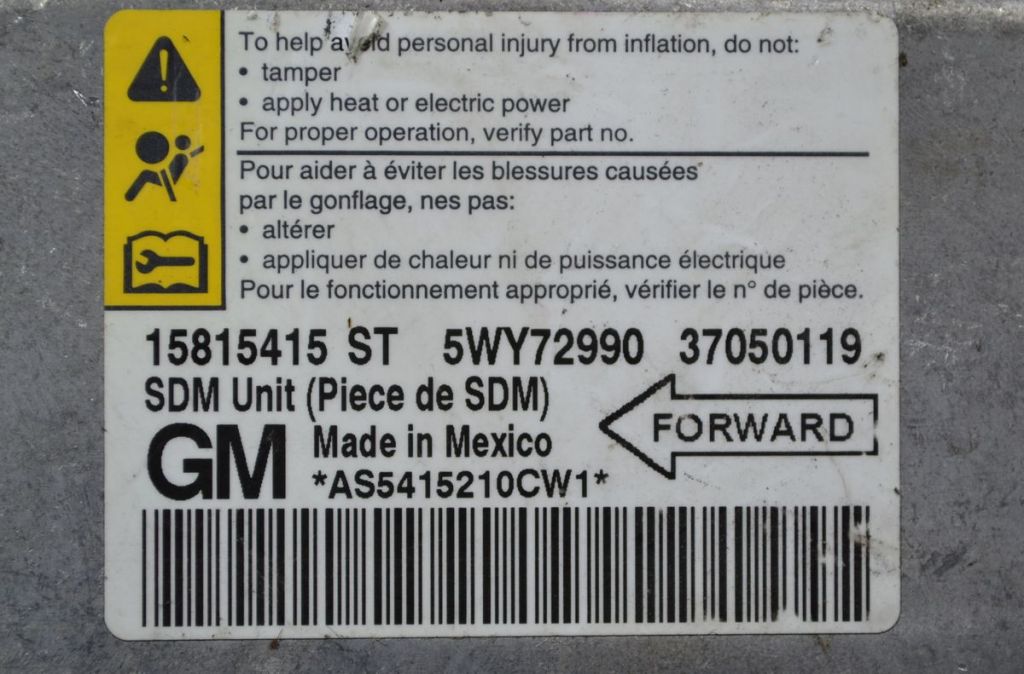 To help avoid personal injury from inflation, do not:
• tamper
• apply heat or electric power
For proper operation, verify part no.
Pour aider à éviter les blessures causées
par le gonflage, nes pas:
• altérer
• appliquer de chaleur ni de puissance électrique
Pour le fonctionnement approprié, vérifier le n° de pièce.
15815415 ST 5WY72990 37050119
SDM Unit (Piece de SDM)
FORWARD
GM Made in Mexico
*AS5415210CW1*